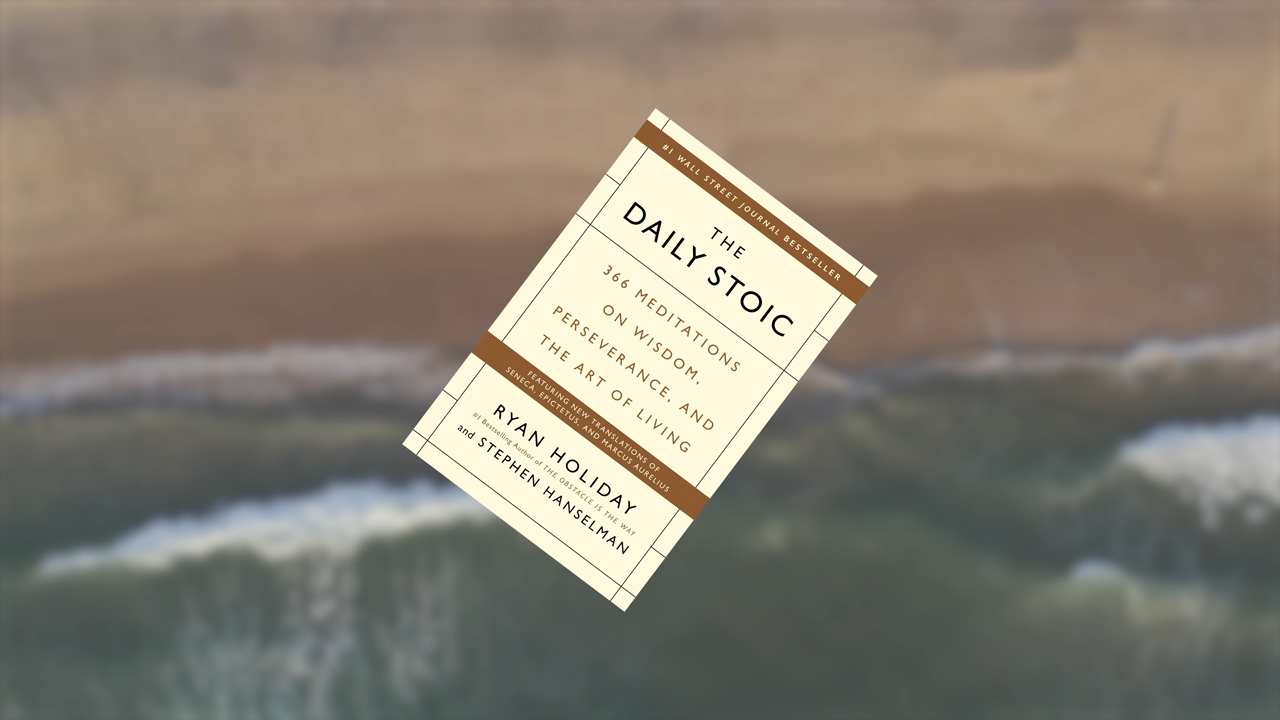 #1 WALL STREET JOURNAL BESTSELLER
THE
DAILY STOIC
366 MEDITATIONS
ON WISDOM,
PERSEVERANCE, AND
THE ART OF LIVING
FEATURING NEW TRANSLATIONS OF
SENECA, EPICTETUS, AND MARCUS AURELIUS
RYAN HOLIDAY
#1 Bestselling Author of THE OBSTACLE IS THE WAY
and STEPHEN HANSELMAN